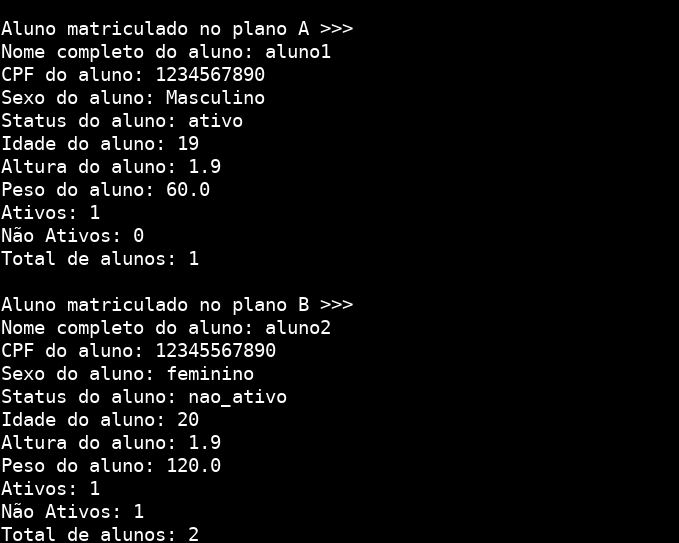 Aluno matriculado no plano A >>>
Nome completo do aluno: aluno1
CPF do aluno: 1234567890
Sexo do aluno: Masculino
Status do aluno: ativo
Idade do aluno: 19
Altura do aluno: 1.9
Peso do aluno: 60.0
Ativos: 1
Não Ativos: 0
Total de alunos: 1

Aluno matriculado no plano B >>>
Nome completo do aluno: aluno2
CPF do aluno: 12345567890
Sexo do aluno: feminino
Status do aluno: nao_ativo
Idade do aluno: 20
Altura do aluno: 1.9
Peso do aluno: 120.0
Ativos: 1
Não Ativos: 1
Total de alunos: 2